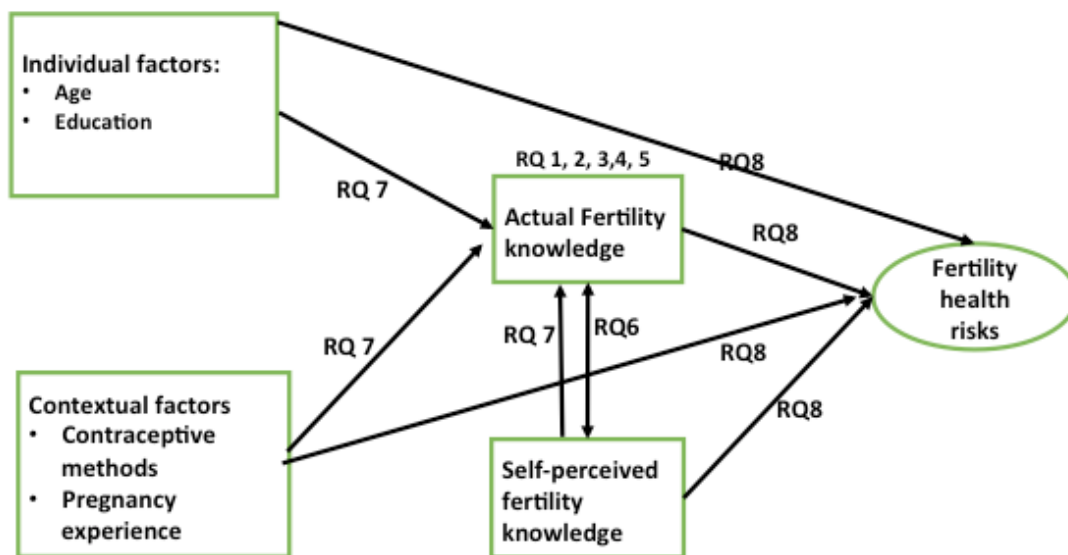 Individual factors:
• Age
• Education
RQ8
RQ 7
RQ 1, 2, 3,4, 5
Actual Fertility
knowledge
RQ8
Fertility
health
risks
RQ 7
RQ 7
RQ6
RQ8
RQ8
Contextual factors
• Contraceptive
methods
• Pregnancy
experience
Self-perceived
fertility
knowledge